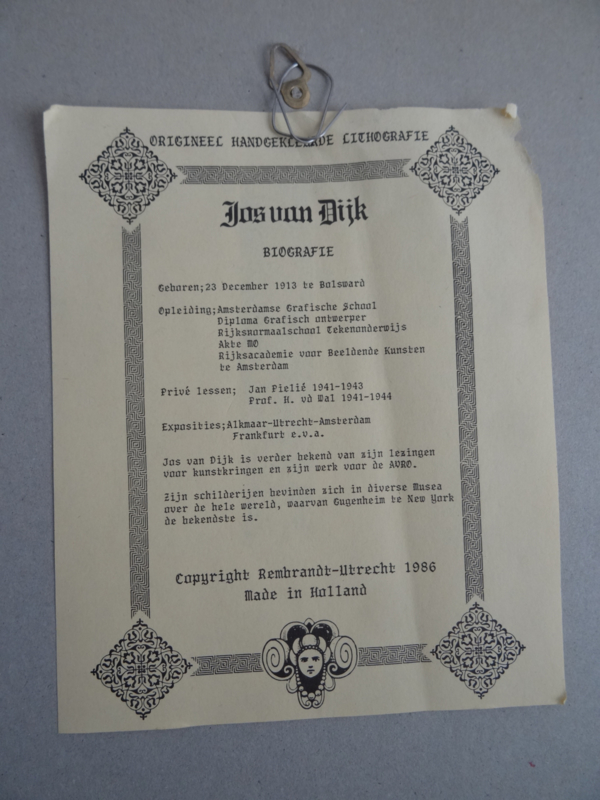 ORIGINEEL HANDGEKLEURDE LITHOGRAFIE
Jos van Dijk
BIOGRAFIE
Geboren;23 December 1913 te Bolsward
Opleiding;Amsterdamse Grafische School
Diploma Grafisch ontwerper
Rijksnormaalschool Tekenonderwijs
Akte MO
Rijksacademie voor Beeldende Kunsten
te Amsterdam
Privé lessen; Jan Pielié 1941-1943
Prof. H. vd Wal 1941-1944
Exposities;Alkmaar-Utrecht-Amsterdam
Frankfurt e.v.a.
Jos van Dijk is verder bekend van zijn lezingen
voor kunstkringen en zijn werk voor de AVRO.
Zijn schilderijen bevinden zich in diverse Musea
over de hele wereld, waarvan Gugenheim te New York
de bekendste is.
Copyright Rembrandt-Utrecht 1986
Made in Holland